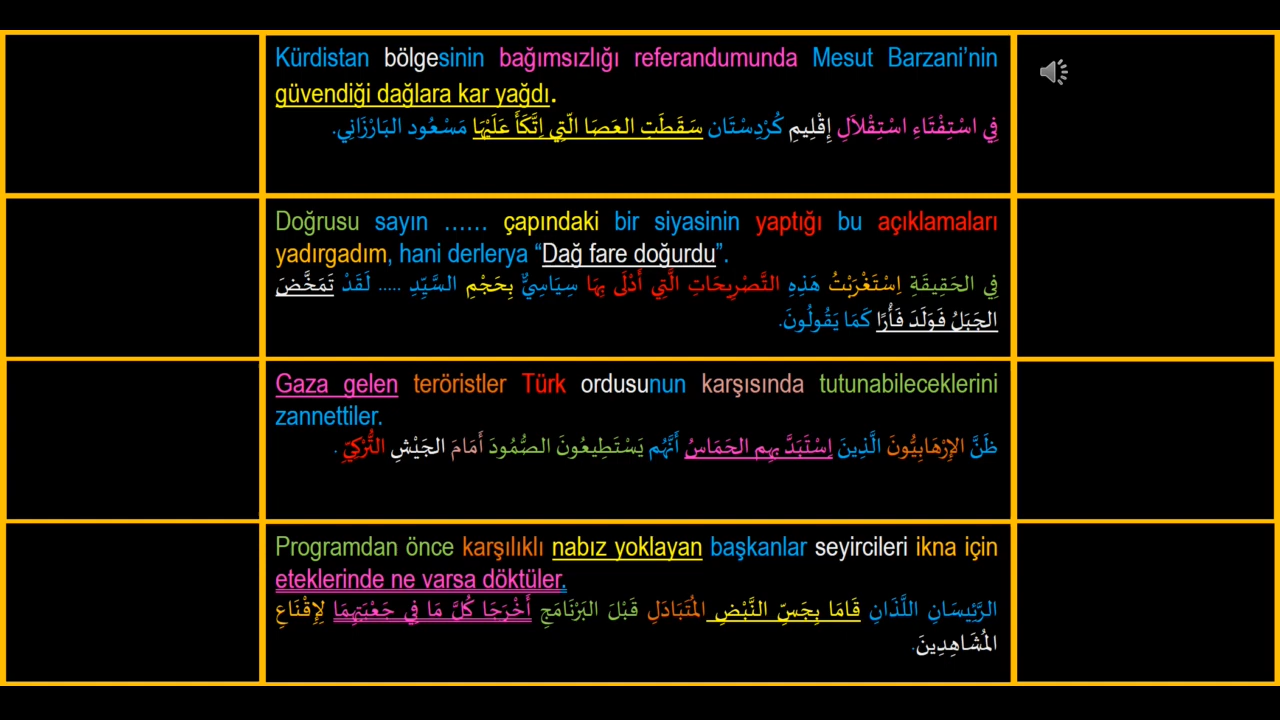 Kürdistan bölgesinin bağımsızlığı referandumunda Mesut Barzani’nin
güvendiği dağlara kar yağdı.
فِي اسْتِفْتَاءِ اسْتِقْلاَلِ إِقْلِيمِ كُرْدِسْتَان سَقَطَتِ العَصَا الَّتِي اِتَّكَأَ عَلَيْهَا مَسْعُود البَارْزَانِي.
Doğrusu sayın …… çapındaki bir siyasinin yaptığı bu açıklamaları
yadırgadım, hani derlerya “Dağ fare doğurdu”.
فِي الحَقِيقَةِ اِسْتَغْرَبْتُ هَذِهِ التَّصْرِيحَاتِ الَّتِي أَدْلَى بِهَا سِيَاسِيٌّ بِحَجْمِ السَّيِّدِ ..... لَقَدْ تَمَخَّضَ
الجَبَلُ فَوَلَدَ فَأْرًا كَمَا يَقُولُونَ.
Gaza gelen teröristler Türk ordusunun karşısında tutunabileceklerini
zannettiler.
ظَنَّ الإِرْهَابِيُّونَ الَّذِينَ اِسْتَبَدَّ بِهِم الحَمَاسُ أَنَّهُم يَسْتَطِيعُونَ الصُّمُودَ أَمَامَ الجَيْشِ التُّرْكِيِّ .
Programdan önce karşılıklı nabız yoklayan başkanlar seyircileri ikna için
eteklerinde ne varsa döktüler.
الرَّئِيسَانِ اللَّذَانِ قَامَا بِجَسِّ النَّبْضِ المُتَبَادَلِ قَبْلَ البَرْنَامَجِ أَخْرَجَا كُلَّ مَا فِي جَعْبَتِهِمَا لِإِقْنَاعِ
المُشَاهِدِينَ.